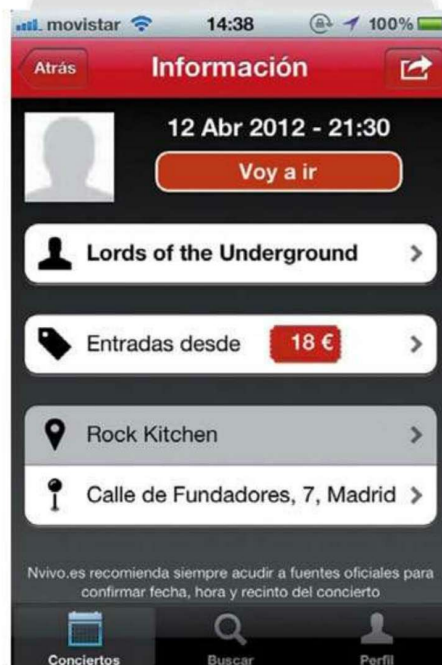 movistar 14:38 100%
Atrás Información
12 Abr 2012 - 21:30
Voy a ir
Lords of the Underground
Entradas desde 18 €
Rock Kitchen
Calle de Fundadores, 7, Madrid
Nvivo.es recomienda siempre acudir a fuentes oficiales para
confirmar fecha, hora y recinto del concierto
Conciertos Buscar Perfil